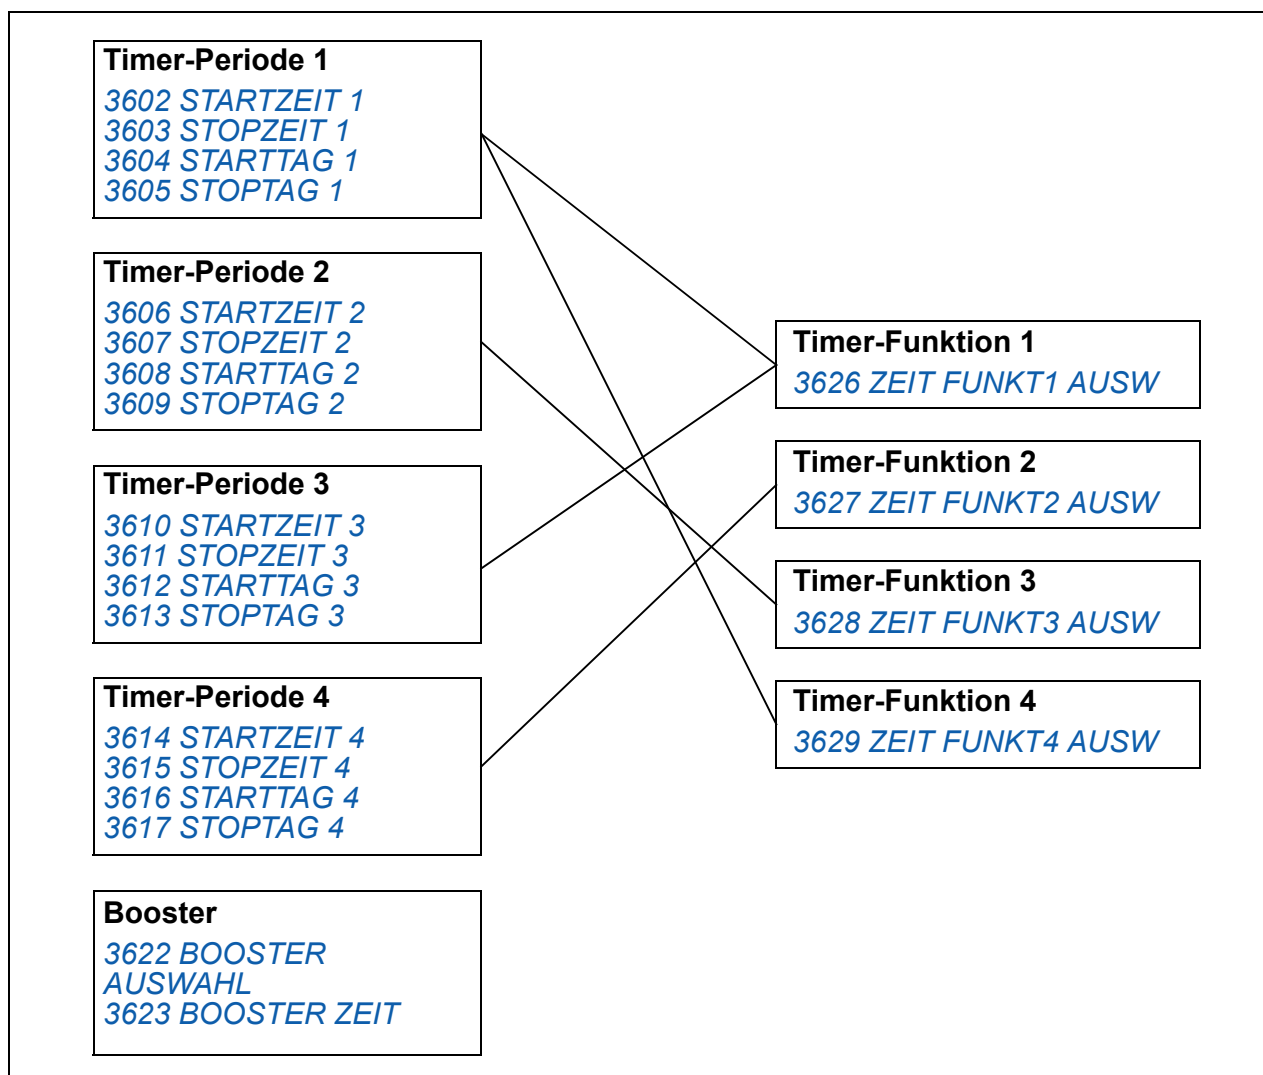 Timer-Periode 1
3602 STARTZEIT 1
3603 STOPZEIT 1
3604 STARTTAG 1
3605 STOPTAG 1
Timer-Periode 2
3606 STARTZEIT 2
3607 STOPZEIT 2
3608 STARTTAG 2
3609 STOPTAG 2
Timer-Periode 3
3610 STARTZEIT 3
3611 STOPZEIT 3
3612 STARTTAG 3
3613 STOPTAG 3
Timer-Periode 4
3614 STARTZEIT 4
3615 STOPZEIT 4
3616 STARTTAG 4
3617 STOPTAG 4
Booster
3622 BOOSTER
AUSWAHL
3623 BOOSTER ZEIT
Timer-Funktion 1
3626 ZEIT FUNKT1 AUSW
Timer-Funktion 2
3627 ZEIT FUNKT2 AUSW
Timer-Funktion 3
3628 ZEIT FUNKT3 AUSW
Timer-Funktion 4
3629 ZEIT FUNKT4 AUSW